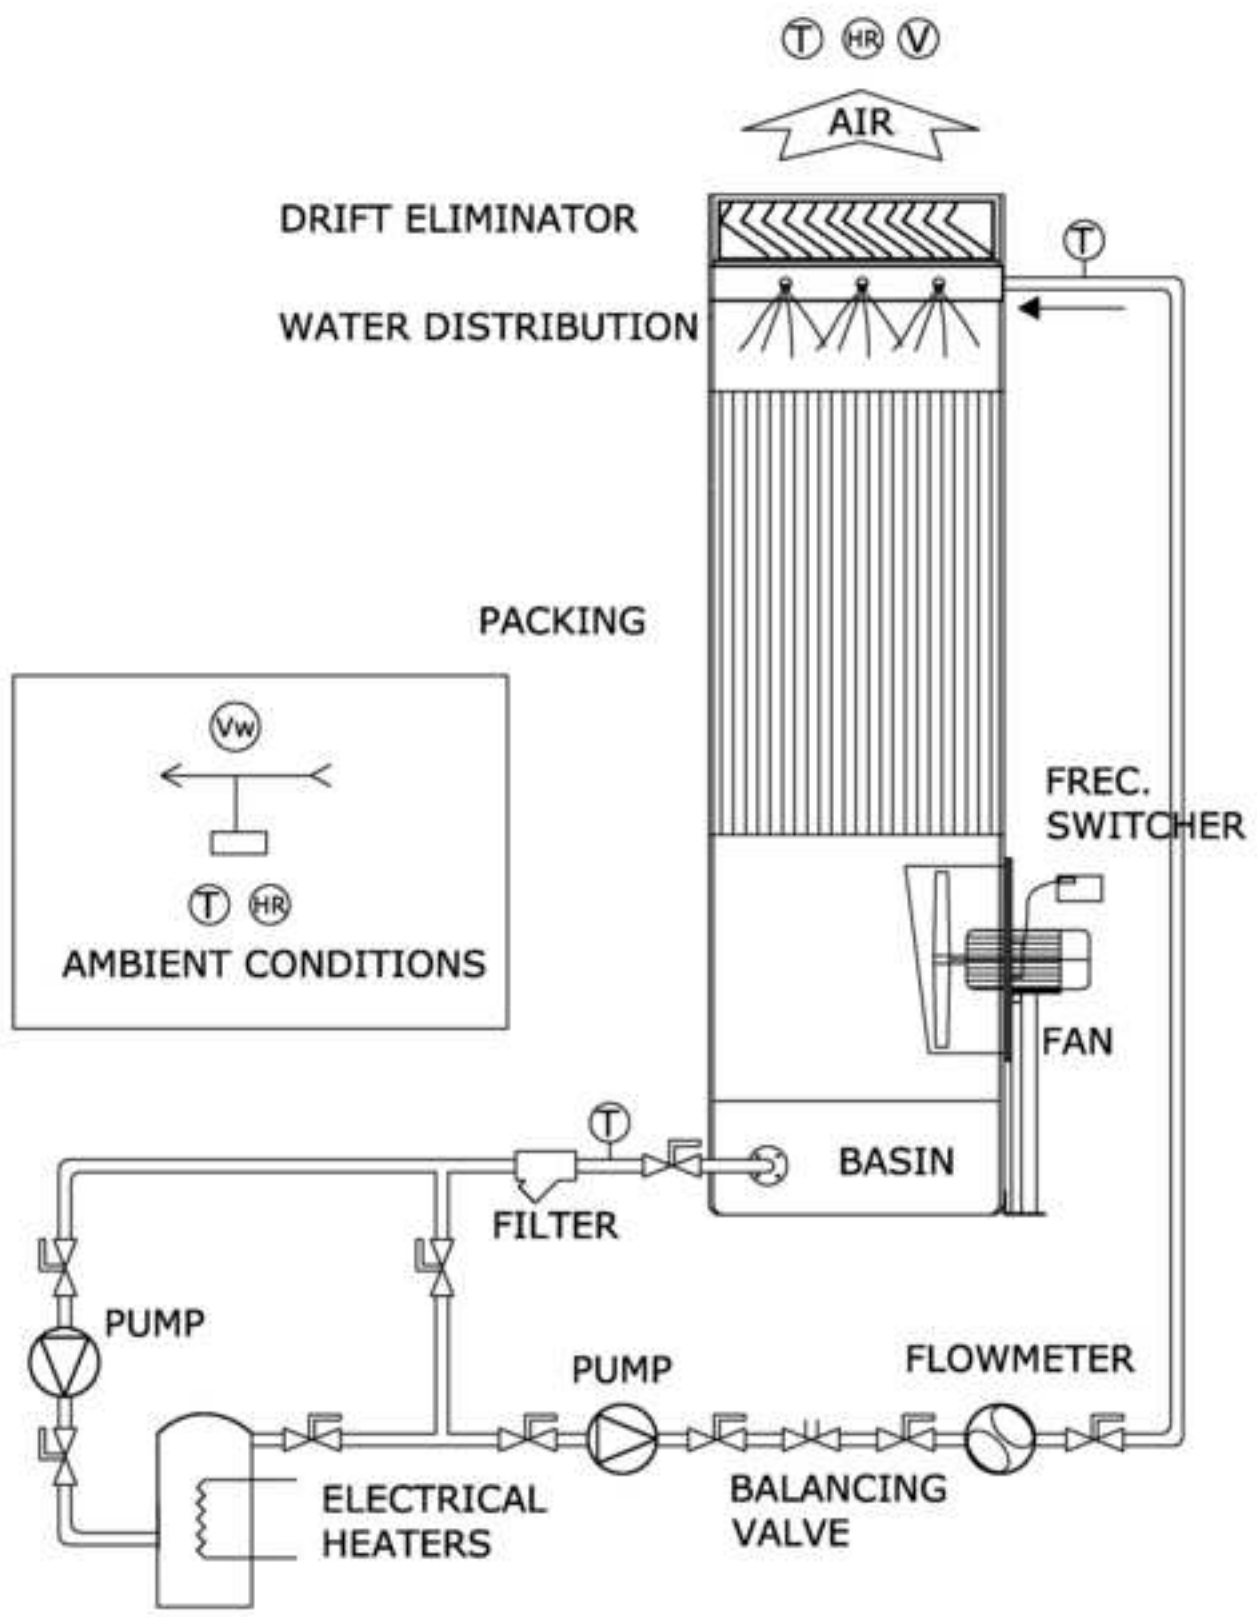 T HR V
AIR
DRIFT ELIMINATOR
T
WATER DISTRIBUTION
PACKING
Vw
T HR
AMBIENT CONDITIONS
FREC.
SWITCHER
FAN
T
BASIN
FILTER
PUMP
PUMP
FLOWMETER
ELECTRICAL
HEATERS
BALANCING
VALVE